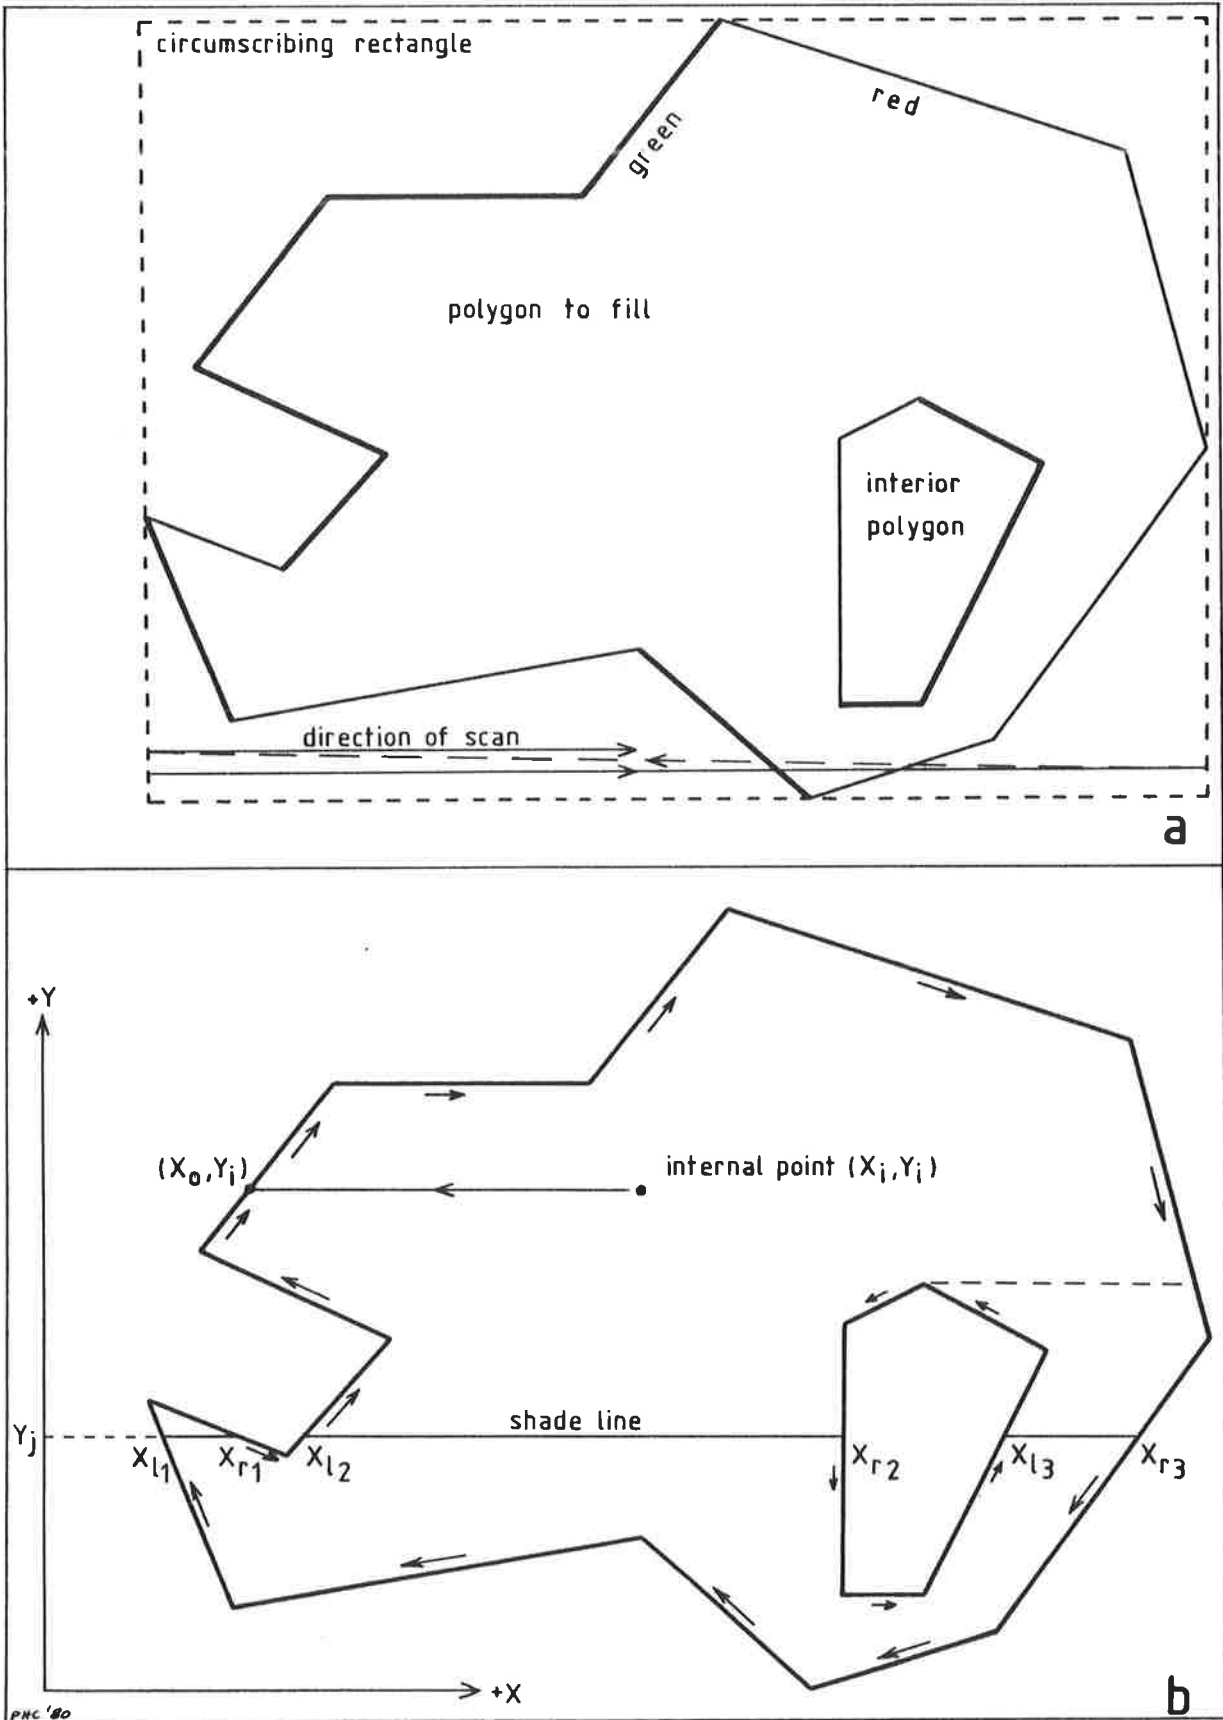 circumscribing rectangle
red
green
polygon to fill
interior
polygon
direction of scan
a
+Y
(X₀,Yᵢ)
internal point (Xᵢ,Yᵢ)
shade line
Yⱼ
Xₗ₁
Xᵣ₁
Xₗ₂
Xᵣ₂
Xₗ₃
Xᵣ₃
+X
b
PHC '80